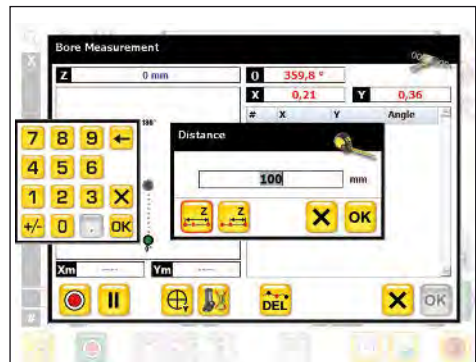 Bore Measurement
Z 0 mm
θ 359,8 °
X 0,21 Y 0,36
# X Y Angle
180°
Distance
100 mm
Z Z
OK
7 8 9
4 5 6
1 2 3 X
+/- 0 . OK
0°
Xm ---- Ym ----
DEL
OK
X
#